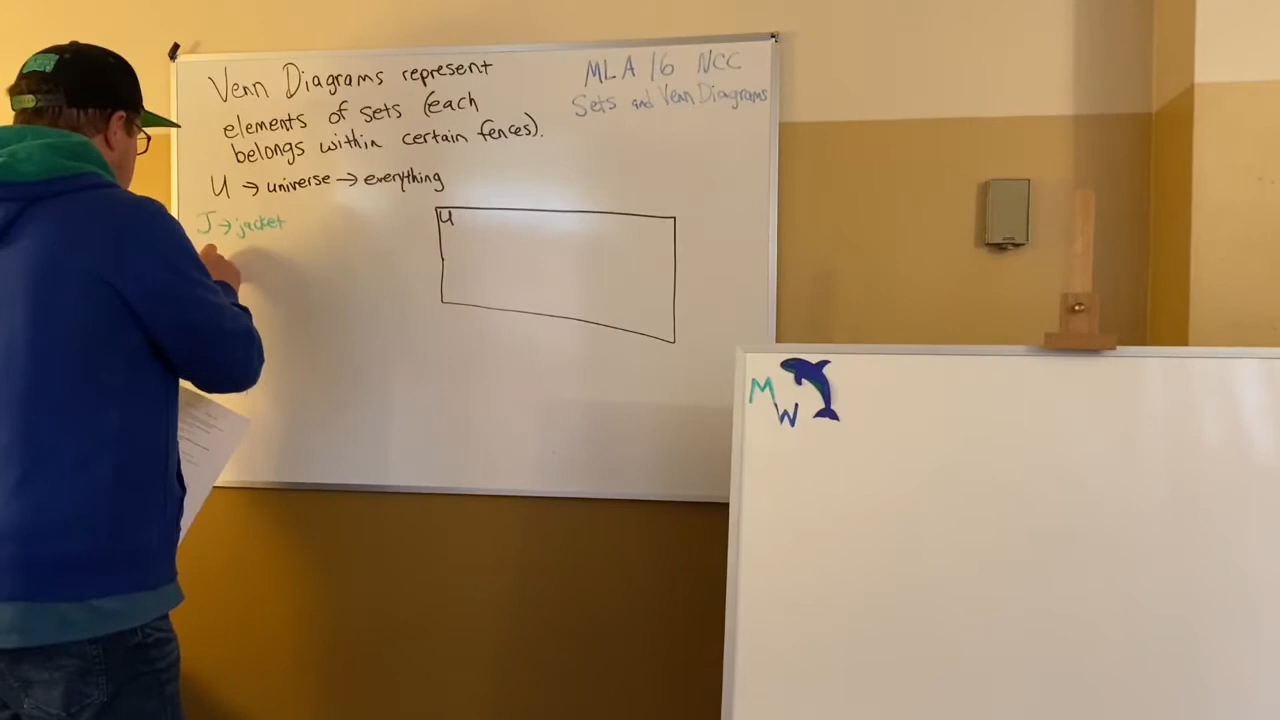 Venn Diagrams represent
elements of sets (each
belongs within certain fences).
U → universe → everything
J → jacket
MLA 16 NCC
Sets and Venn Diagrams
U
M
W